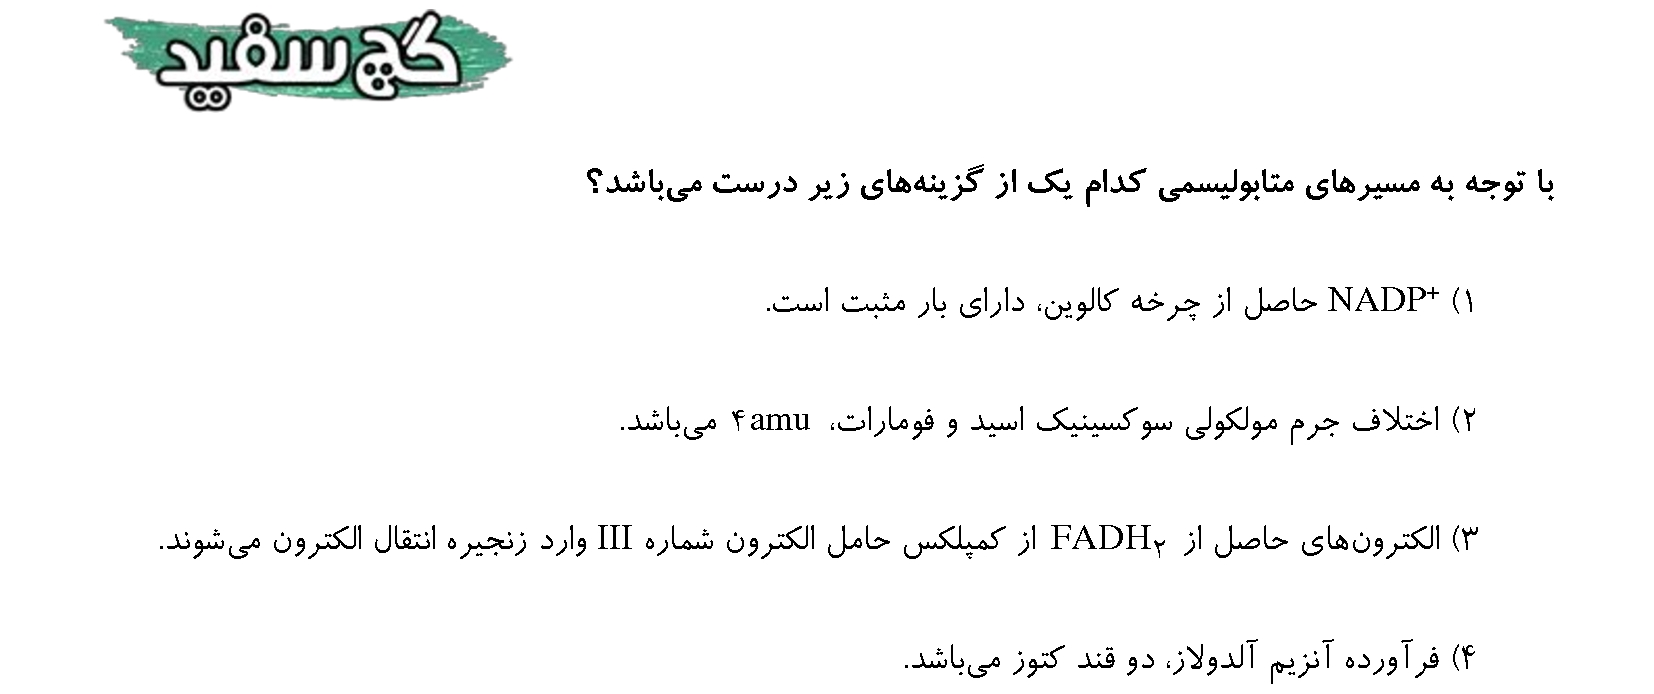 گچ سفید
با توجه به مسیرهای متابولیسمی کدام یک از گزینه‌های زیر درست می‌باشد؟
۱) NADP⁺ حاصل از چرخه کالوین، دارای بار مثبت است.
۲) اختلاف جرم مولکولی سوکسینیک اسید و فومارات، ۴amu می‌باشد.
۳) الکترون‌های حاصل از FADH₂ از کمپلکس حامل الکترون شماره III وارد زنجیره انتقال الکترون می‌شوند.
۴) فرآورده آنزیم آلدولاز، دو قند کتوز می‌باشد.